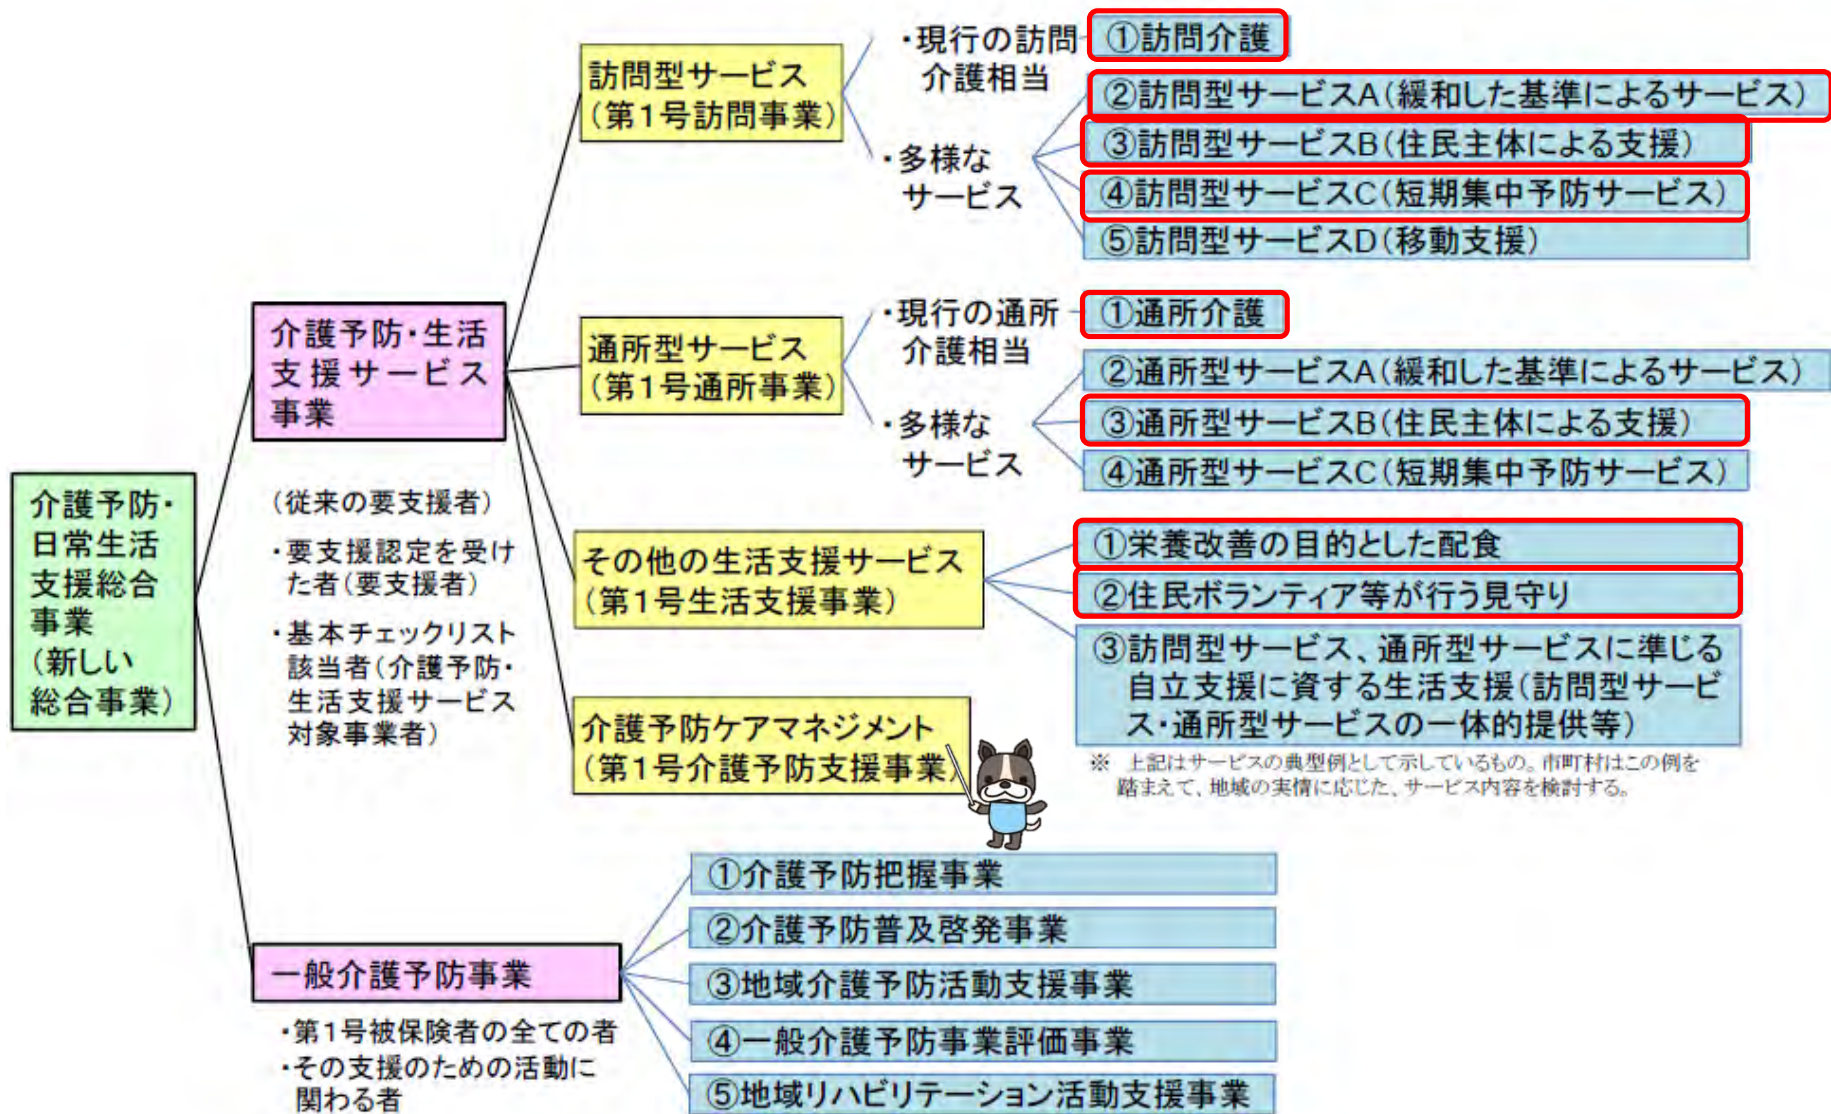 介護予防・
日常生活
支援総合
事業
(新しい
総合事業)
介護予防・生活
支援サービス
事業
(従来の要支援者)
・要支援認定を受け
た者(要支援者)
・基本チェックリスト
該当者(介護予防・
生活支援サービス
対象事業者)
訪問型サービス
(第1号訪問事業)
・現行の訪問
介護相当
①訪問介護
・多様な
サービス
②訪問型サービスA(緩和した基準によるサービス)
③訪問型サービスB(住民主体による支援)
④訪問型サービスC(短期集中予防サービス)
⑤訪問型サービスD(移動支援)
通所型サービス
(第1号通所事業)
・現行の通所
介護相当
①通所介護
・多様な
サービス
②通所型サービスA(緩和した基準によるサービス)
③通所型サービスB(住民主体による支援)
④通所型サービスC(短期集中予防サービス)
その他の生活支援サービス
(第1号生活支援事業)
①栄養改善の目的とした配食
②住民ボランティア等が行う見守り
③訪問型サービス、通所型サービスに準じる
自立支援に資する生活支援(訪問型サービ
ス・通所型サービスの一体的提供等)
※ 上記はサービスの典型例として示しているもの。市町村はこの例を
踏まえて、地域の実情に応じた、サービス内容を検討する。
介護予防ケアマネジメント
(第1号介護予防支援事業)
一般介護予防事業
・第1号被保険者の全ての者
・その支援のための活動に
関わる者
①介護予防把握事業
②介護予防普及啓発事業
③地域介護予防活動支援事業
④一般介護予防事業評価事業
⑤地域リハビリテーション活動支援事業